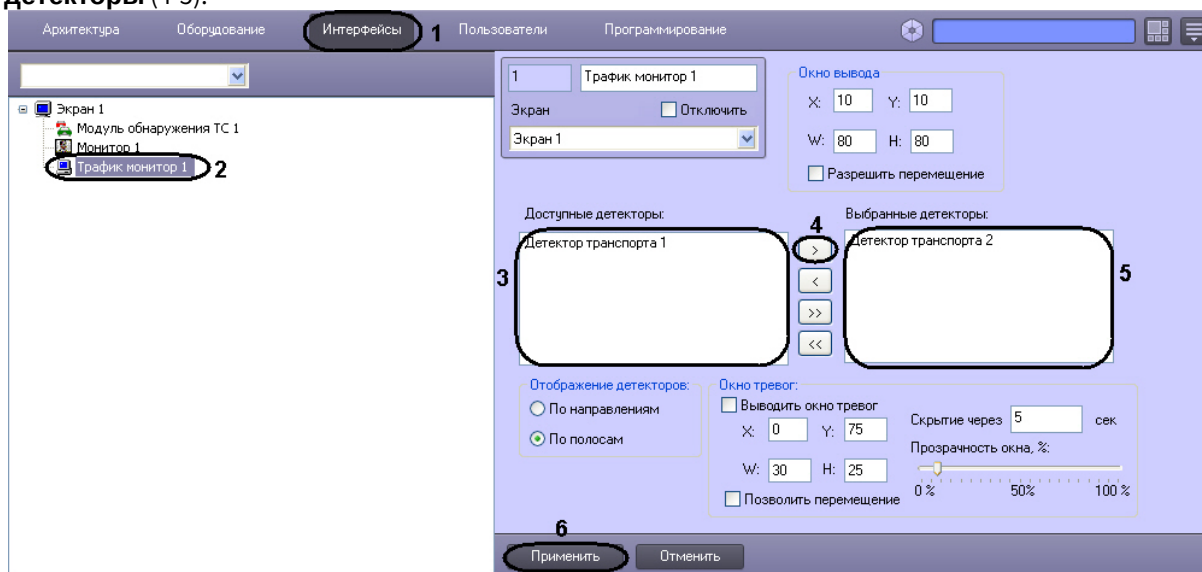 детекторы (4-5).
Архитектура Оборудование Интерфейсы 1 Пользователи Программирование
Экран 1
Модуль обнаружения ТС 1
Монитор 1
Трафик монитор 1 2
1 Трафик монитор 1
Экран Отключить
Экран 1
Окно вывода
X: 10 Y: 10
W: 80 H: 80
Разрешить перемещение
Доступные детекторы: 4 Выбранные детекторы:
Детектор транспорта 1 > Детектор транспорта 2
3 < 5
>>
<<
Отображение детекторов:
По направлениям
По полосам
Окно тревог:
Выводить окно тревог
X: 0 Y: 75
W: 30 H: 25
Позволить перемещение
Скрытие через 5 сек
Прозрачность окна, %:
0 % 50% 100 %
6
Применить Отменить